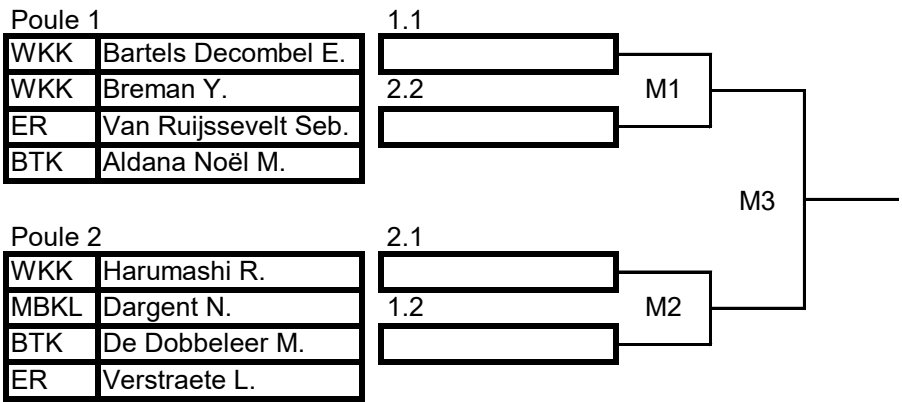 Poule 1 1.1
WKK Bartels Decombel E.
WKK Breman Y. 2.2 M1
ER Van Ruijssevelt Seb.
BTK Aldana Noël M.
M3
Poule 2 2.1
WKK Harumashi R.
MBKL Dargent N. 1.2 M2
BTK De Dobbeleer M.
ER Verstraete L.